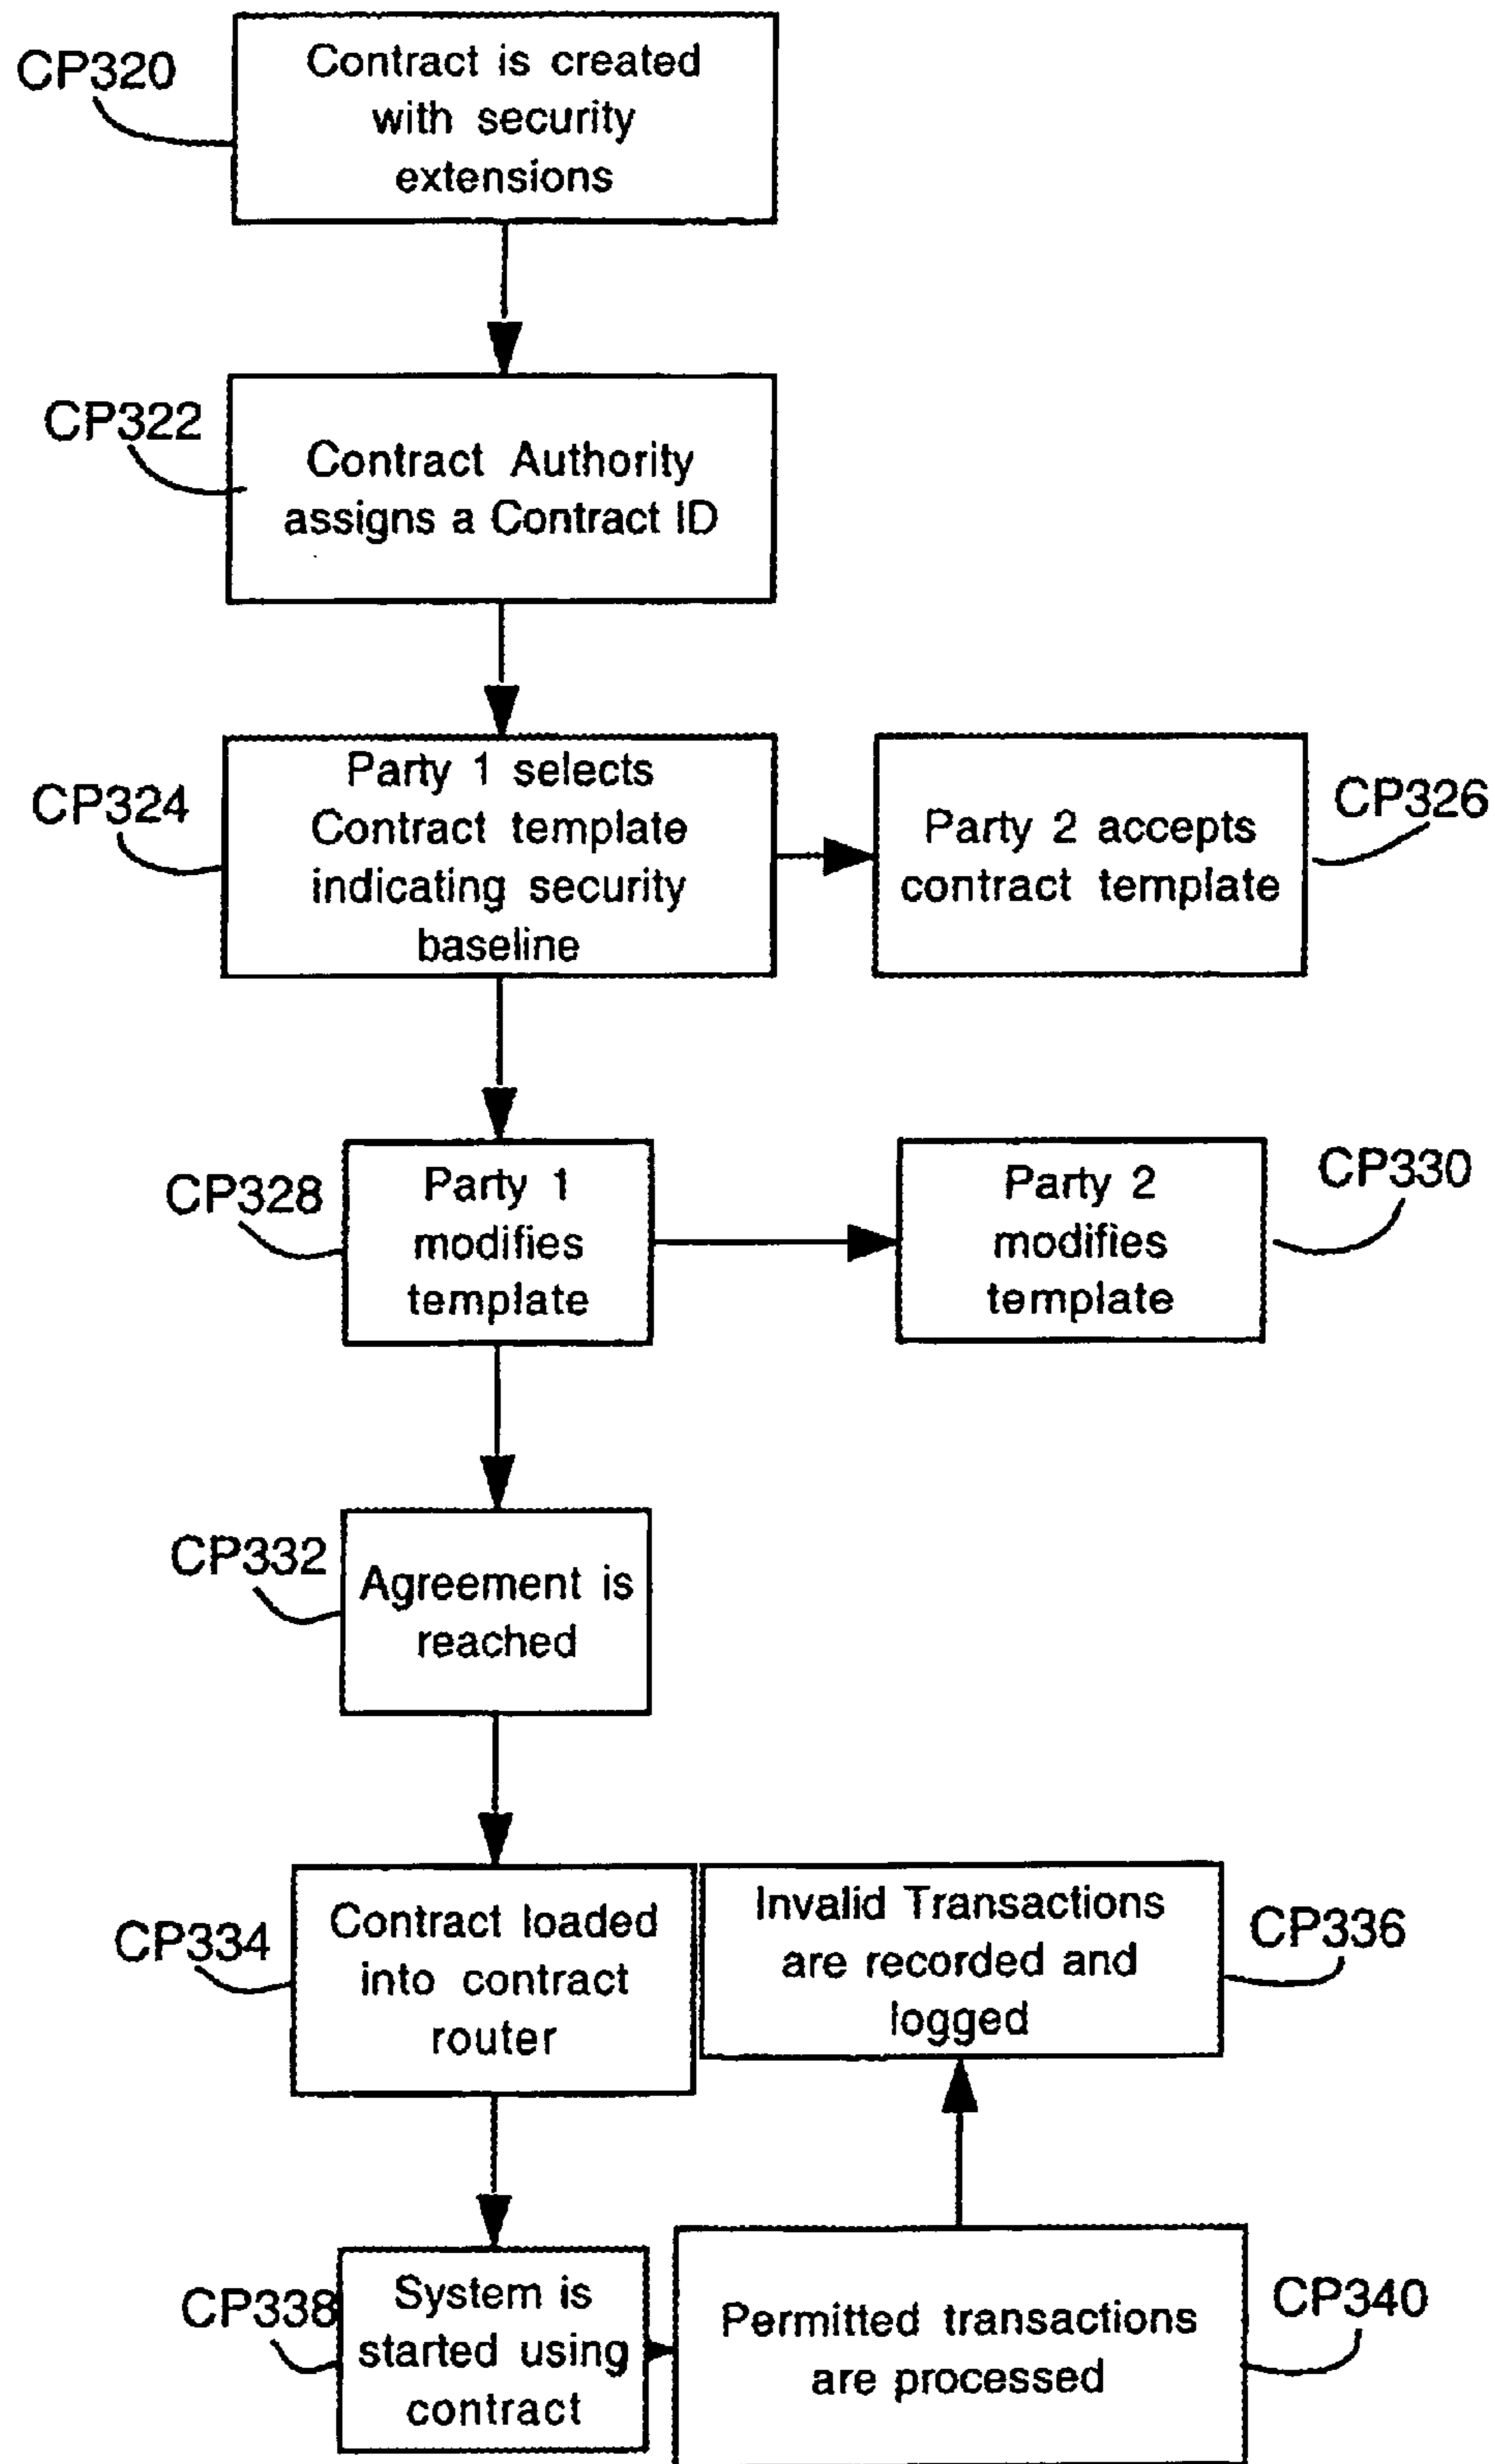 CP320
Contract is created
with security
extensions
CP322
Contract Authority
assigns a Contract ID
CP324
Party 1 selects
Contract template
indicating security
baseline
Party 2 accepts
contract template
CP326
CP328
Party 1
modifies
template
Party 2
modifies
template
CP330
CP332
Agreement is
reached
CP334
Contract loaded
into contract
router
Invalid Transactions
are recorded and
logged
CP336
CP338
System is
started using
contract
Permitted transactions
are processed
CP340